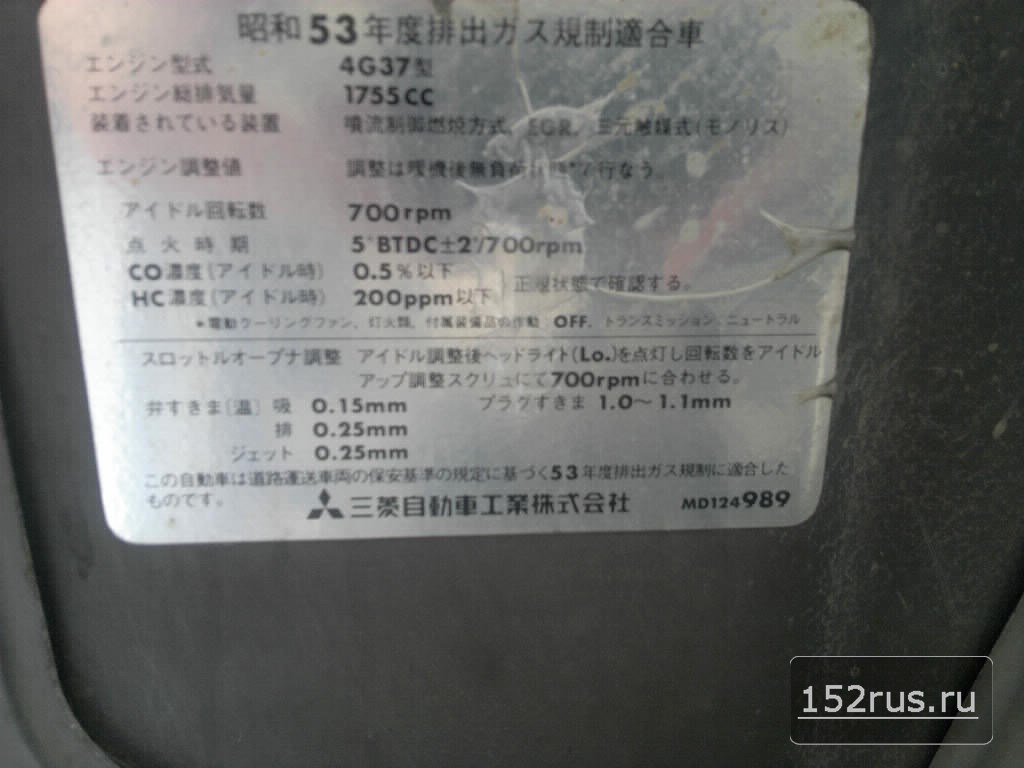 昭和53年度排出ガス規制適合車
エンジン型式 4G37型
エンジン総排気量 1755CC
装着されている装置 噴流制御燃焼方式、EGR、三元触媒式(モノリス)
エンジン調整値 調整は暖機後無負荷 * で行なう。
アイドル回転数 700rpm
点火時期 5°BTDC±2°/700rpm
CO濃度(アイドル時) 0.5%以下
HC濃度(アイドル時) 200ppm以下
正規状態で確認する。
*電動クーリングファン、灯火類、付属装備品の作動:OFF、トランスミッション:ニュートラル
スロットルオープナ調整 アイドル調整後ヘッドライト(Lo.)を点灯し回転数をアイドル
アップ調整スクリュにて700rpmに合わせる。
弁すきま(温) 吸 0.15mm プラグすきま 1.0〜1.1mm
排 0.25mm
ジェット 0.25mm
この自動車は道路運送車両の保安基準の規定に基づく53年度排出ガス規制に適合した
ものです。
三菱自動車工業株式会社 MD124989
152rus.ru